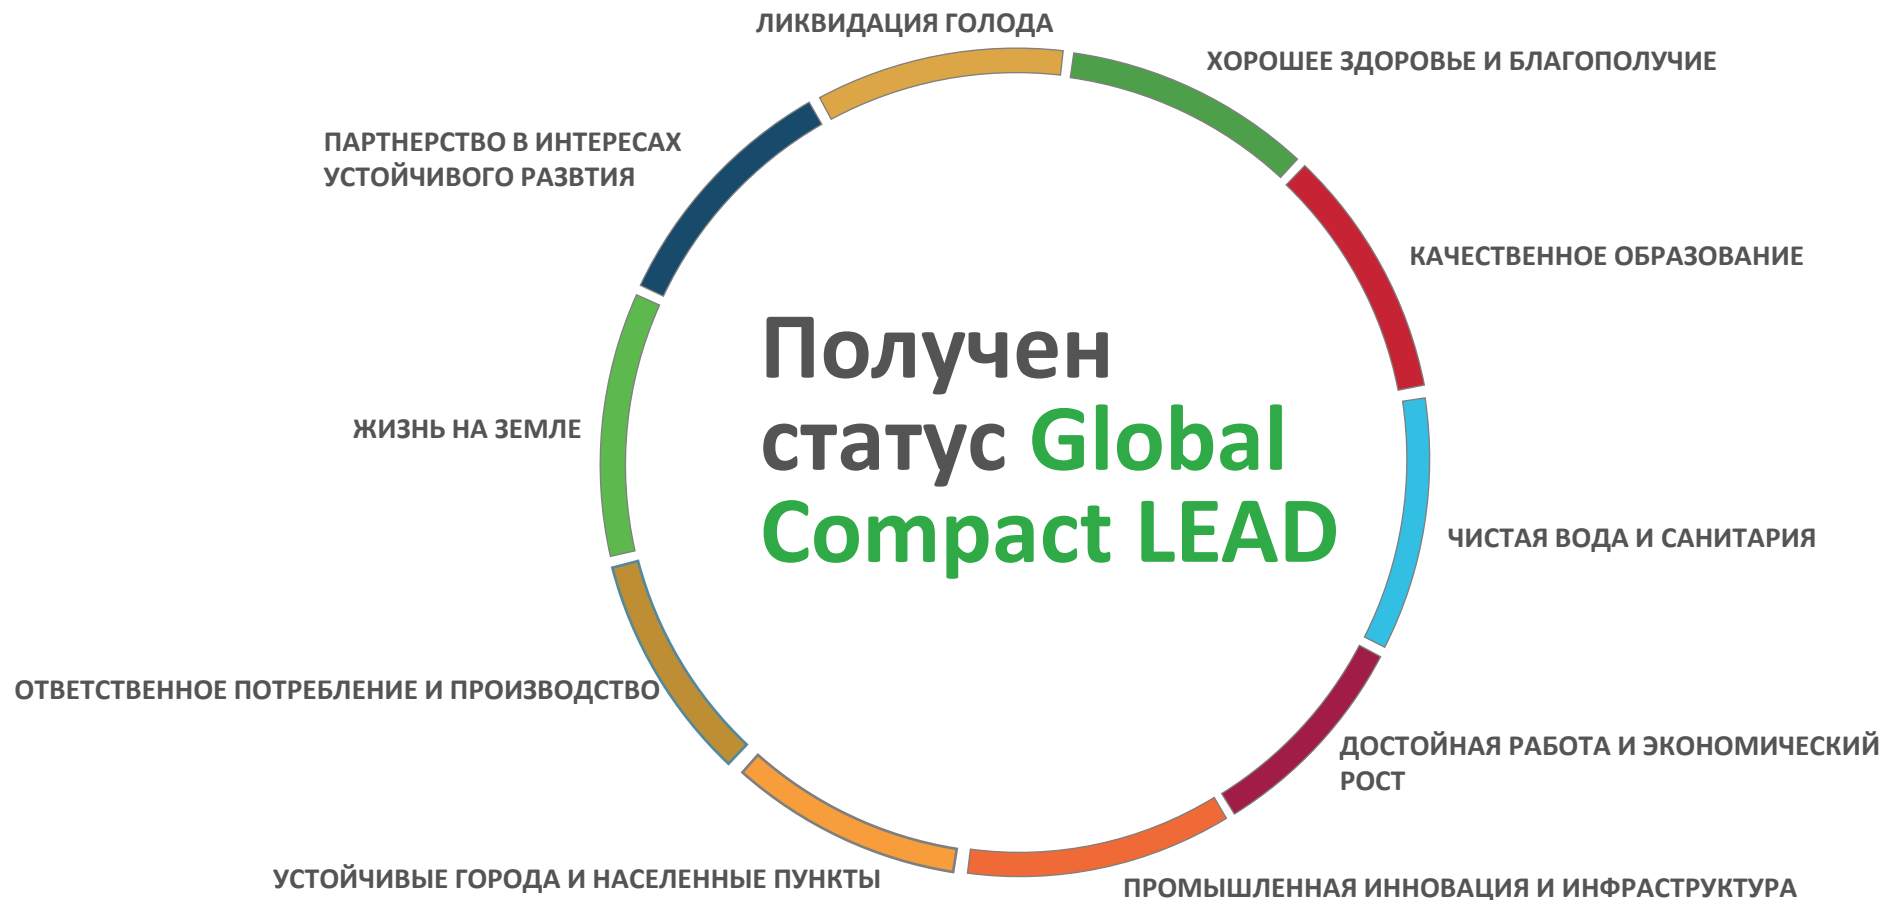 ЛИКВИДАЦИЯ ГОЛОДА
ХОРОШЕЕ ЗДОРОВЬЕ И БЛАГОПОЛУЧИЕ
ПАРТНЕРСТВО В ИНТЕРЕСАХ
УСТОЙЧИВОГО РАЗВТИЯ
КАЧЕСТВЕННОЕ ОБРАЗОВАНИЕ
Получен
статус Global
Compact LEAD
ЖИЗНЬ НА ЗЕМЛЕ
ЧИСТАЯ ВОДА И САНИТАРИЯ
ОТВЕТСТВЕННОЕ ПОТРЕБЛЕНИЕ И ПРОИЗВОДСТВО
ДОСТОЙНАЯ РАБОТА И ЭКОНОМИЧЕСКИЙ
РОСТ
УСТОЙЧИВЫЕ ГОРОДА И НАСЕЛЕННЫЕ ПУНКТЫ
ПРОМЫШЛЕННАЯ ИННОВАЦИЯ И ИНФРАСТРУКТУРА